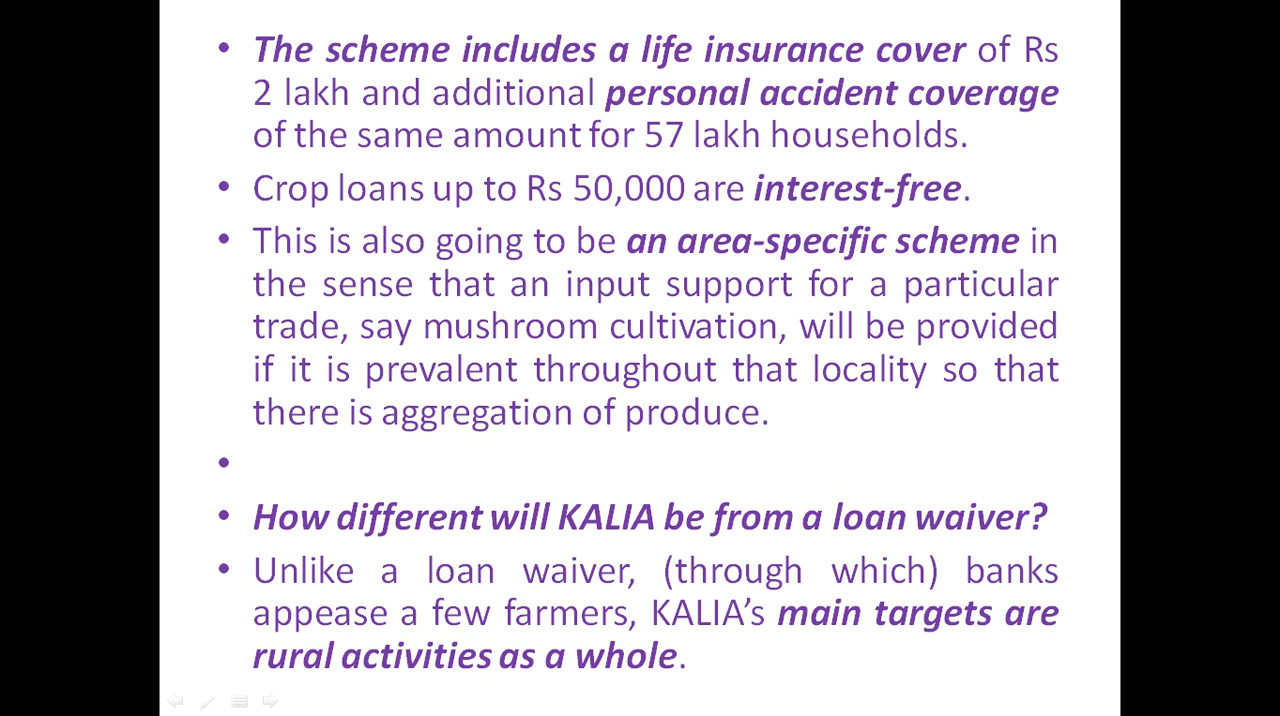 • The scheme includes a life insurance cover of Rs
2 lakh and additional personal accident coverage
of the same amount for 57 lakh households.
• Crop loans up to Rs 50,000 are interest-free.
• This is also going to be an area-specific scheme in
the sense that an input support for a particular
trade, say mushroom cultivation, will be provided
if it is prevalent throughout that locality so that
there is aggregation of produce.
•
• How different will KALIA be from a loan waiver?
• Unlike a loan waiver, (through which) banks
appease a few farmers, KALIA’s main targets are
rural activities as a whole.